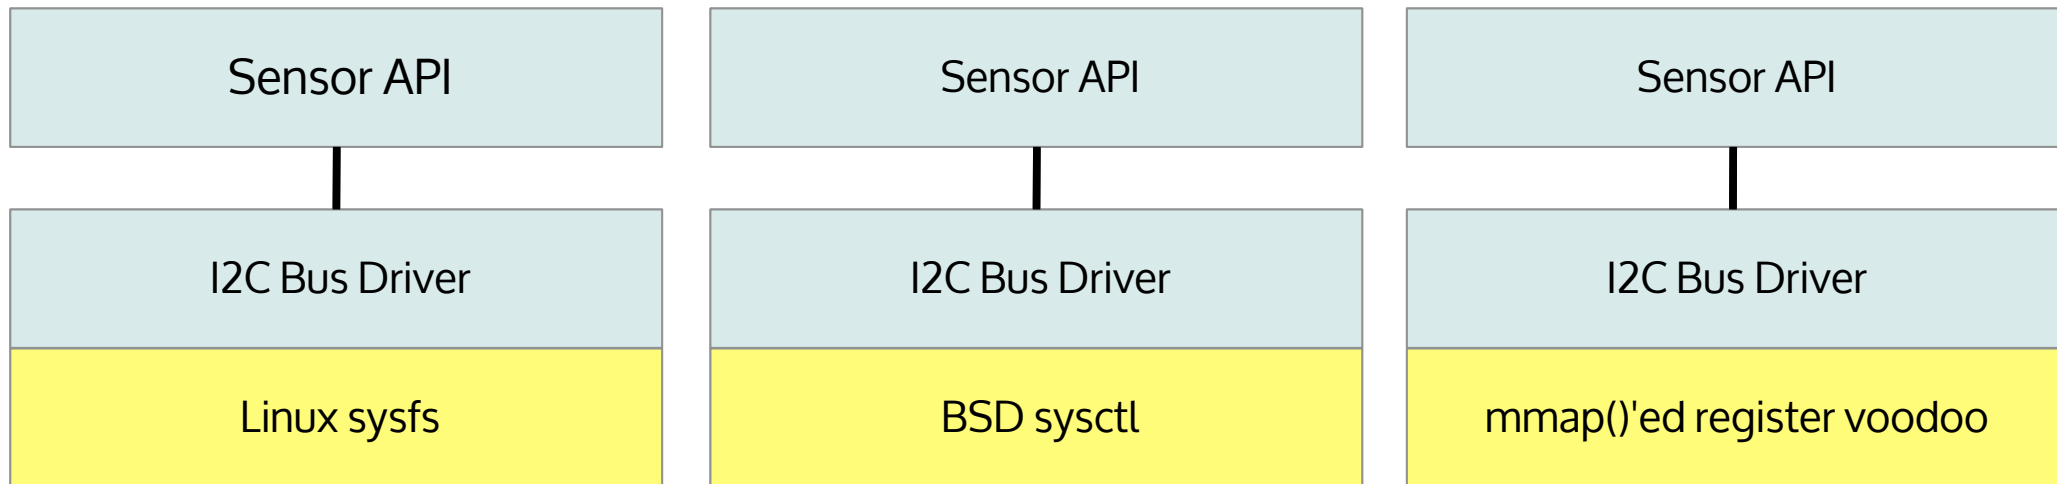 Sensor API
Sensor API
Sensor API
I2C Bus Driver
I2C Bus Driver
I2C Bus Driver
Linux sysfs
BSD sysctl
mmap()'ed register voodoo